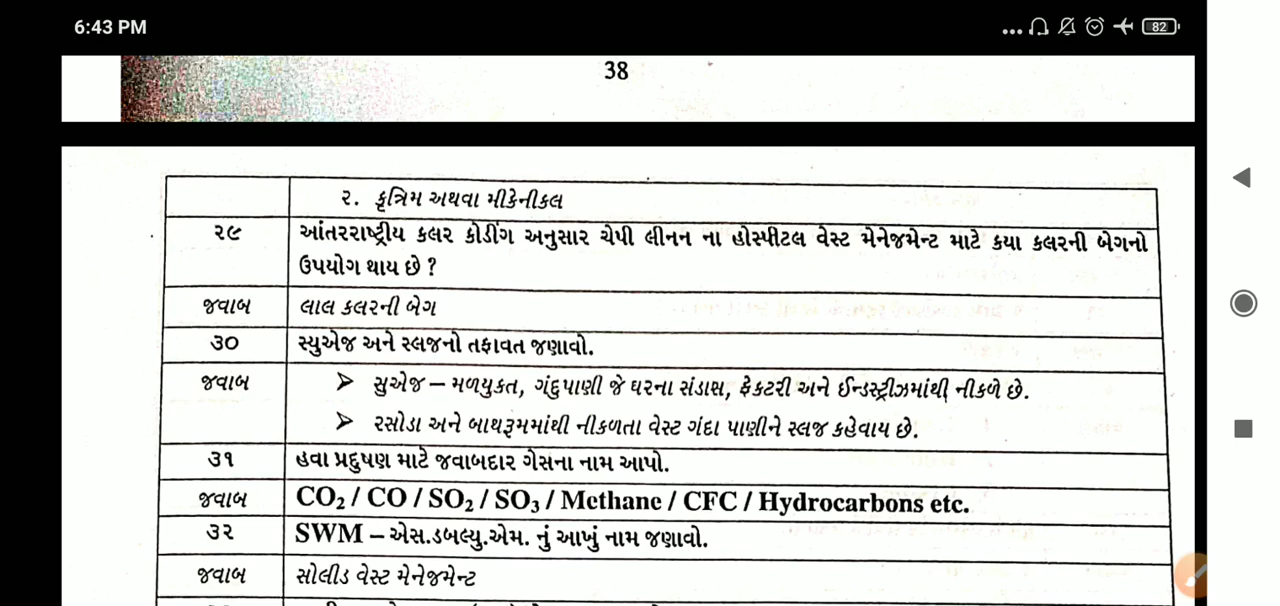 6:43 PM
82
38
૨. કૃત્રિમ અથવા મીકેનીકલ
૨૯ આંતરરાષ્ટ્રીય કલર કોડીંગ અનુસાર ચેપી લીનન ના હોસ્પીટલ વેસ્ટ મેનેજમેન્ટ માટે કયા કલરની બેગનો
ઉપયોગ થાય છે ?
જવાબ લાલ કલરની બેગ
૩૦ સ્યુએજ અને સ્લજનો તફાવત જણાવો.
જવાબ ➢ સુએજ – મળયુકત, ગંદુપાણી જે ઘરના સંડાસ, ફેકટરી અને ઈન્ડસ્ટ્રીઝમાંથી નીકળે છે.
➢ રસોડા અને બાથરૂમમાંથી નીકળતા વેસ્ટ ગંદા પાણીને સ્લજ કહેવાય છે.
૩૧ હવા પ્રદુષણ માટે જવાબદાર ગેસના નામ આપો.
જવાબ CO₂ / CO / SO₂ / SO₃ / Methane / CFC / Hydrocarbons etc.
૩૨ SWM – એસ.ડબલ્યુ.એમ. નું આખું નામ જણાવો.
જવાબ સોલીડ વેસ્ટ મેનેજમેન્ટ